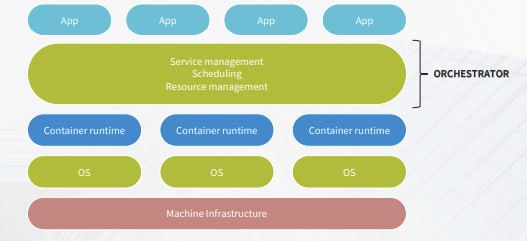 App App App App
Service management
Scheduling
Resource management
ORCHESTRATOR
Container runtime Container runtime Container runtime
OS OS OS
Machine Infrastructure